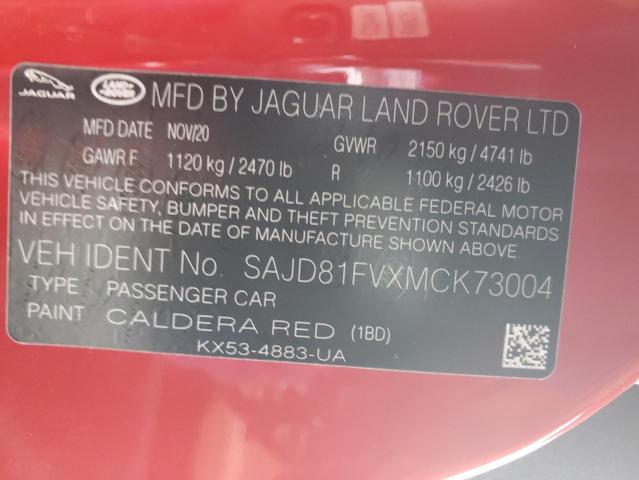 JAGUAR LAND ROVER MFD BY JAGUAR LAND ROVER LTD
MFD DATE NOV/20 GVWR 2150 kg / 4741 lb
GAWR F 1120 kg / 2470 lb R 1100 kg / 2426 lb
THIS VEHICLE CONFORMS TO ALL APPLICABLE FEDERAL MOTOR
VEHICLE SAFETY, BUMPER AND THEFT PREVENTION STANDARDS
IN EFFECT ON THE DATE OF MANUFACTURE SHOWN ABOVE
VEH IDENT No. SAJD81FVXMCK73004
TYPE PASSENGER CAR
PAINT CALDERA RED (1BD)
KX53-4883-UA